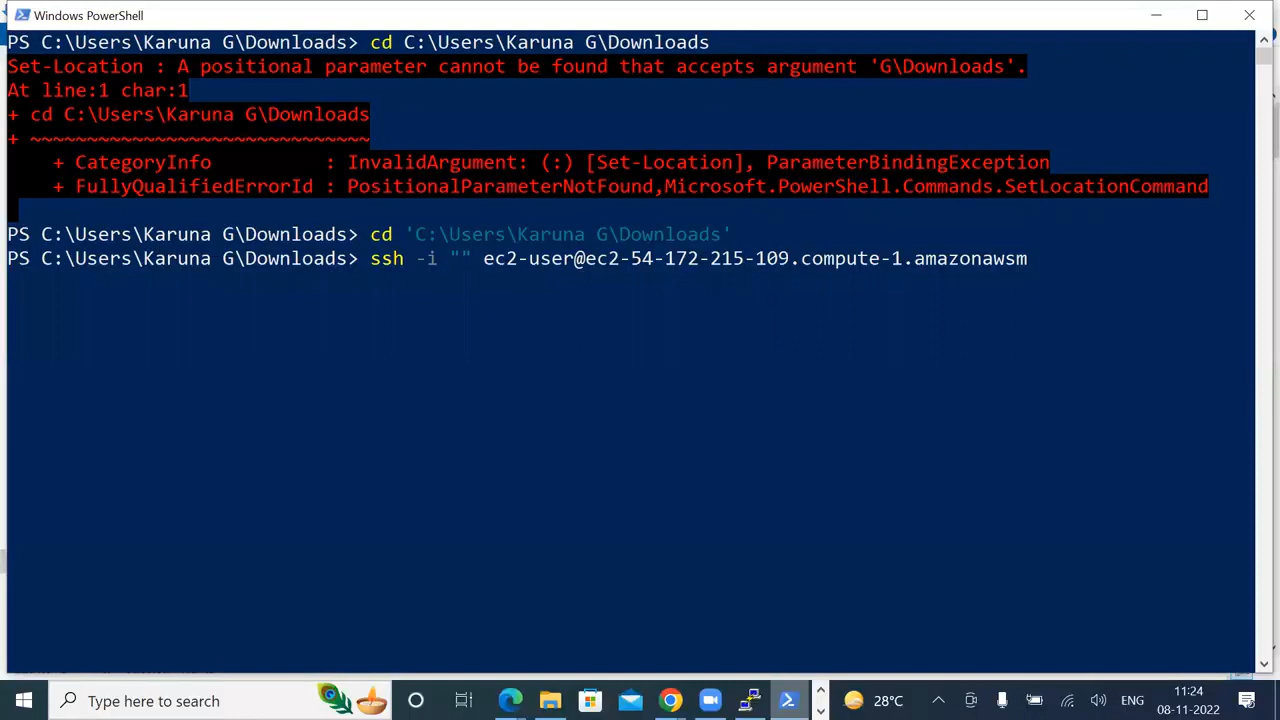 Windows PowerShell
PS C:\Users\Karuna G\Downloads> cd C:\Users\Karuna G\Downloads
Set-Location : A positional parameter cannot be found that accepts argument 'G\Downloads'.
At line:1 char:1
+ cd C:\Users\Karuna G\Downloads
+ ~~~~~~~~~~~~~~~~~~~~~~~~~~~~~~
    + CategoryInfo          : InvalidArgument: (:) [Set-Location], ParameterBindingException
    + FullyQualifiedErrorId : PositionalParameterNotFound,Microsoft.PowerShell.Commands.SetLocationCommand
PS C:\Users\Karuna G\Downloads> cd 'C:\Users\Karuna G\Downloads'
PS C:\Users\Karuna G\Downloads> ssh -i "" ec2-user@ec2-54-172-215-109.compute-1.amazonawsm
Type here to search
28°C
ENG
11:24
08-11-2022